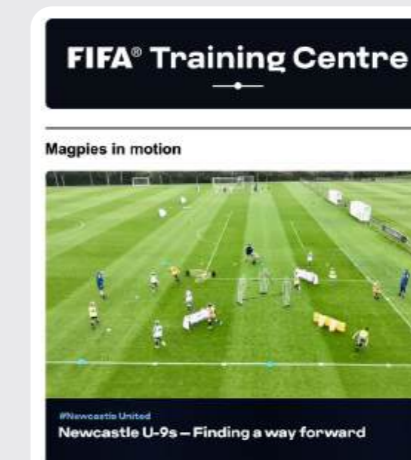 FIFA® Training Centre
Magpies in motion
#Newcastle United
Newcastle U-9s – Finding a way forward